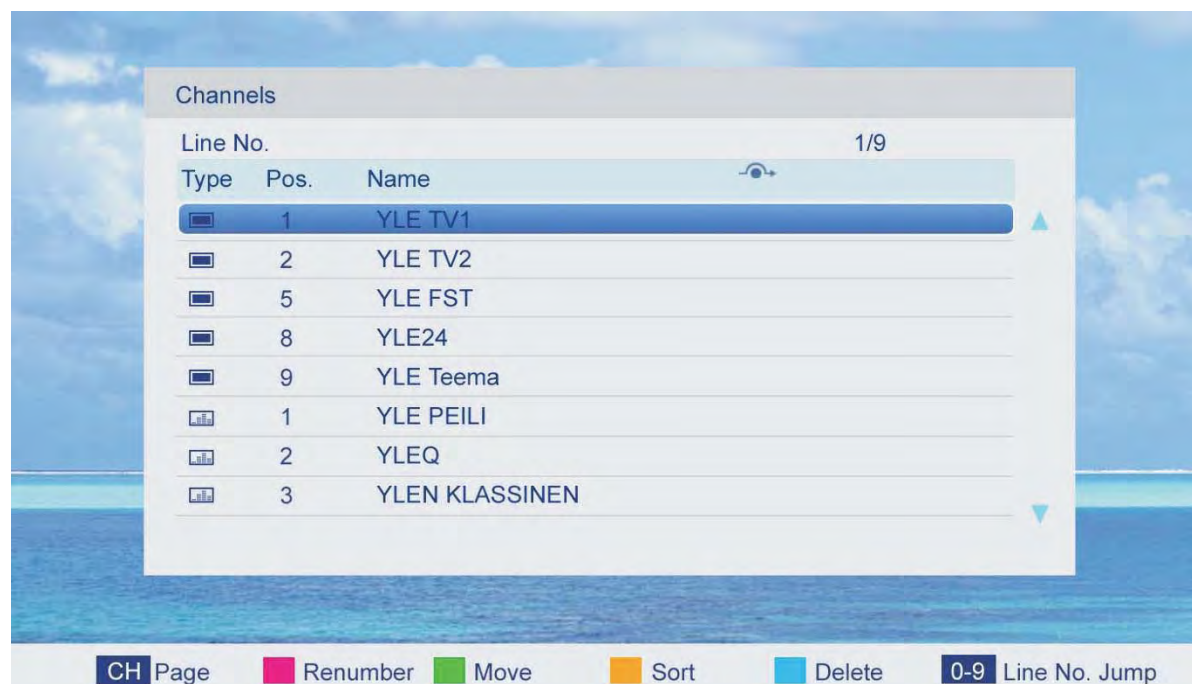 Channels
Line No. 1/9
Type Pos. Name
1 YLE TV1
2 YLE TV2
5 YLE FST
8 YLE24
9 YLE Teema
1 YLE PEILI
2 YLEQ
3 YLEN KLASSINEN
CH Page Renumber Move Sort Delete 0-9 Line No. Jump